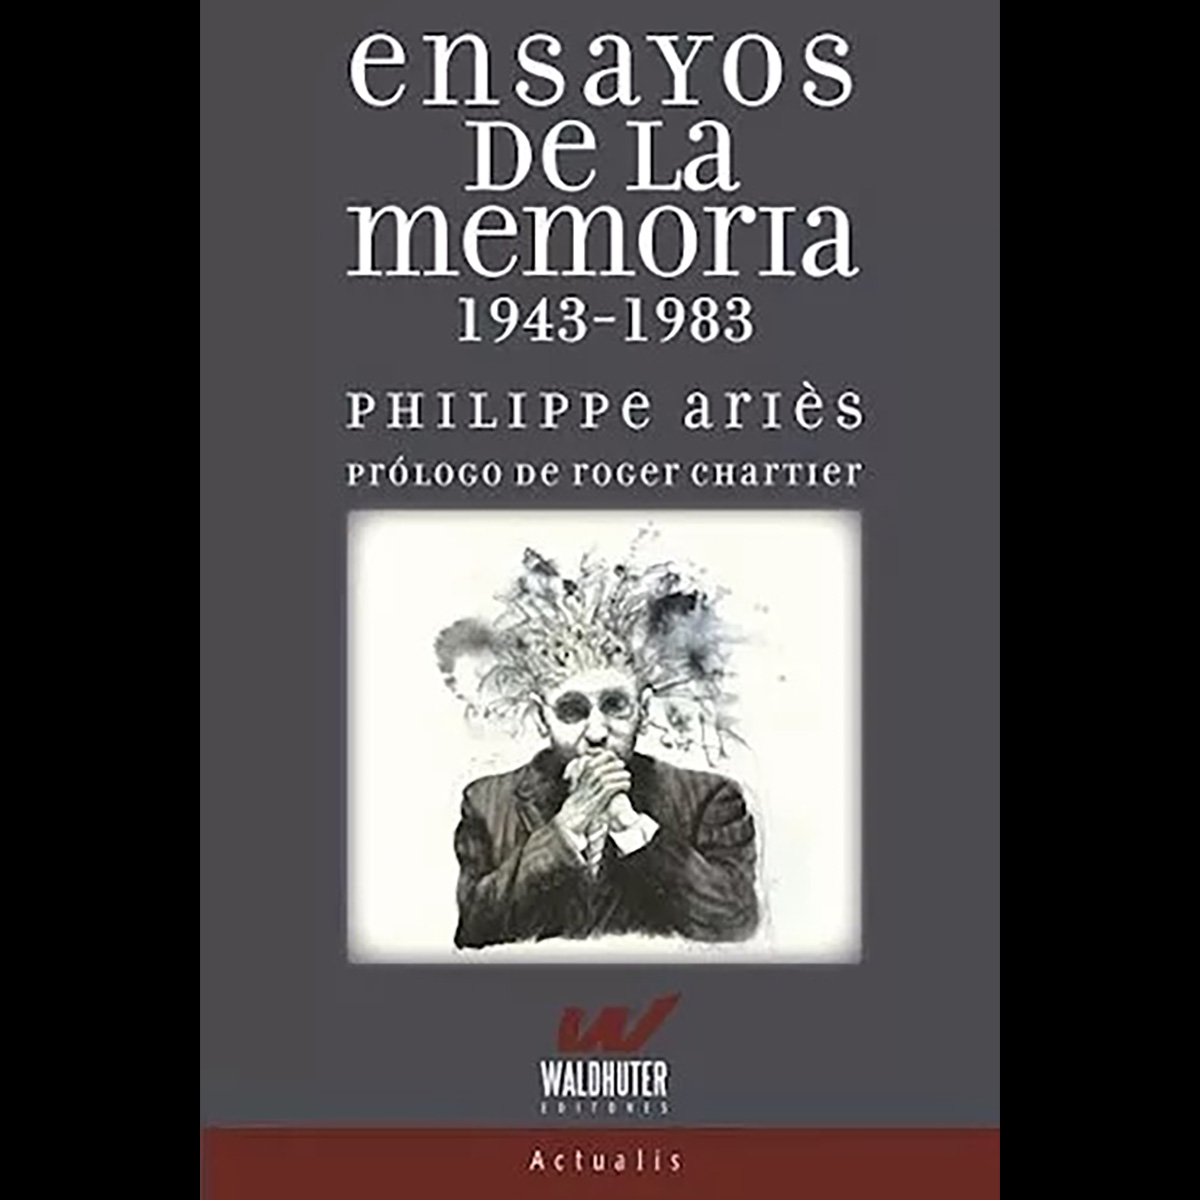 ensayos
de la
memoria
1943-1983
PHILIPPe ariès
Prólogo de roger chartier
W
WALDHUTER
EDITORES
Actualis